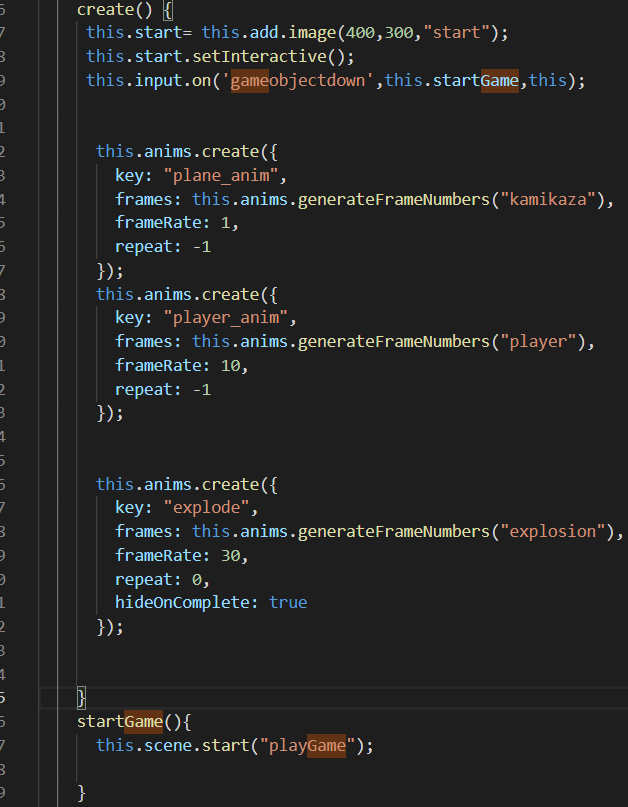 create() {
this.start= this.add.image(400,300,"start");
this.start.setInteractive();
this.input.on('gameobjectdown',this.startGame,this);
this.anims.create({
key: "plane_anim",
frames: this.anims.generateFrameNumbers("kamikaza"),
frameRate: 1,
repeat: -1
});
this.anims.create({
key: "player_anim",
frames: this.anims.generateFrameNumbers("player"),
frameRate: 10,
repeat: -1
});
this.anims.create({
key: "explode",
frames: this.anims.generateFrameNumbers("explosion"),
frameRate: 30,
repeat: 0,
hideOnComplete: true
});
}
startGame(){
this.scene.start("playGame");
}